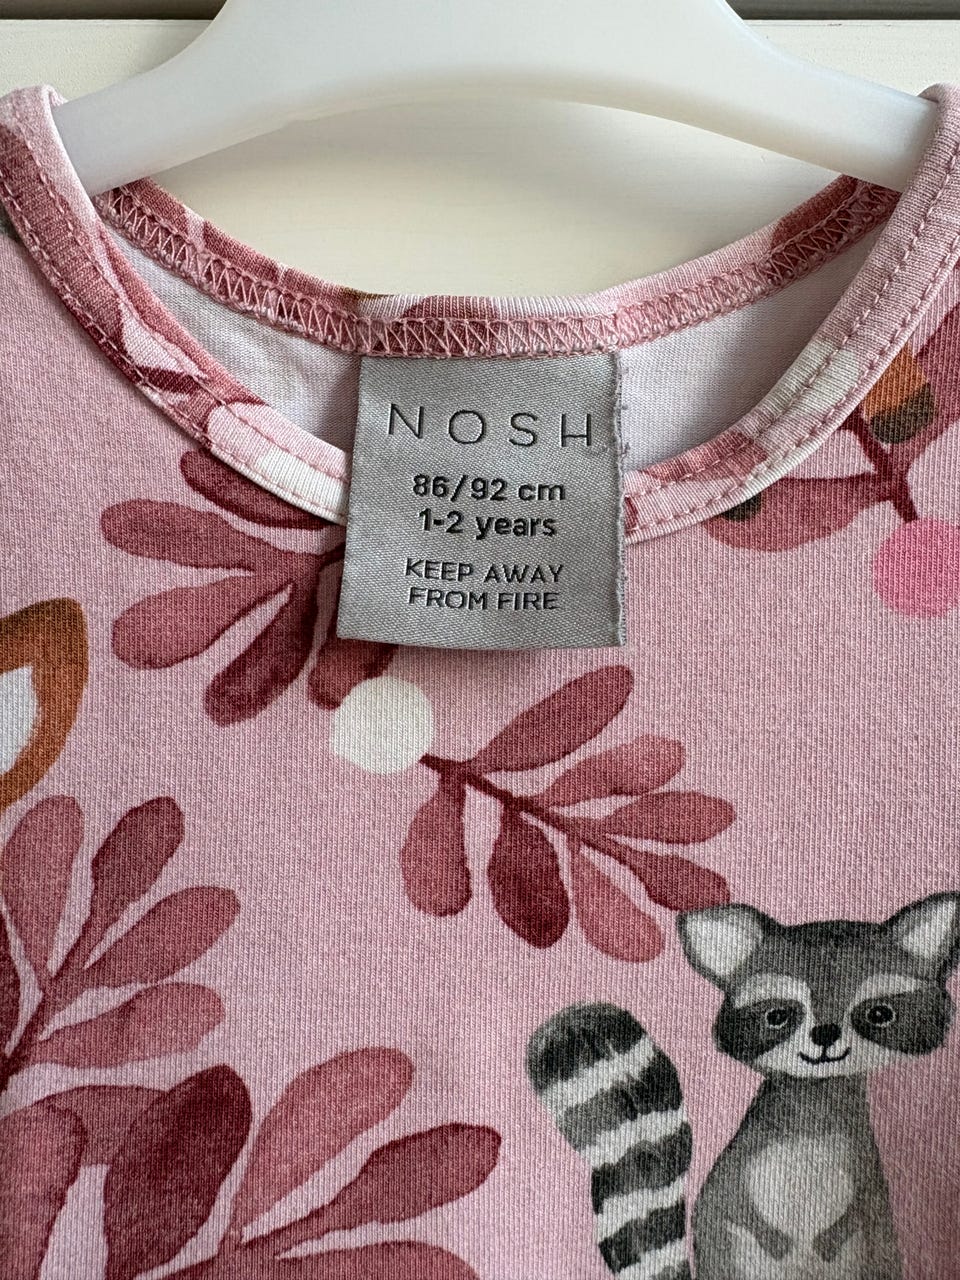 NOSH
86/92 cm
1-2 years
KEEP AWAY
FROM FIRE